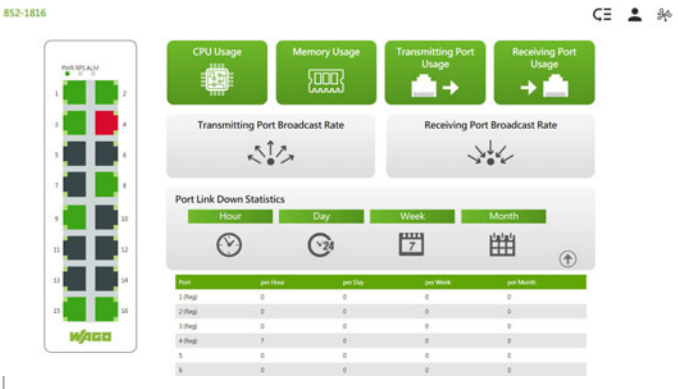 852-1816
PWR RPS ALM
1 2
3 4
5 6
7 8
9 10
11 12
13 14
15 16
WAGO
CPU Usage Memory Usage Transmitting Port Usage Receiving Port Usage
Transmitting Port Broadcast Rate Receiving Port Broadcast Rate
Port Link Down Statistics
Hour Day Week Month
24 7
Port per Hour per Day per Week per Month
1 (Reg) 0 0 0 0
2 (Reg) 0 0 0 0
3 (Reg) 0 0 0 0
4 (Reg) 7 0 0 0
5 0 0 0 0
6 0 0 0 0